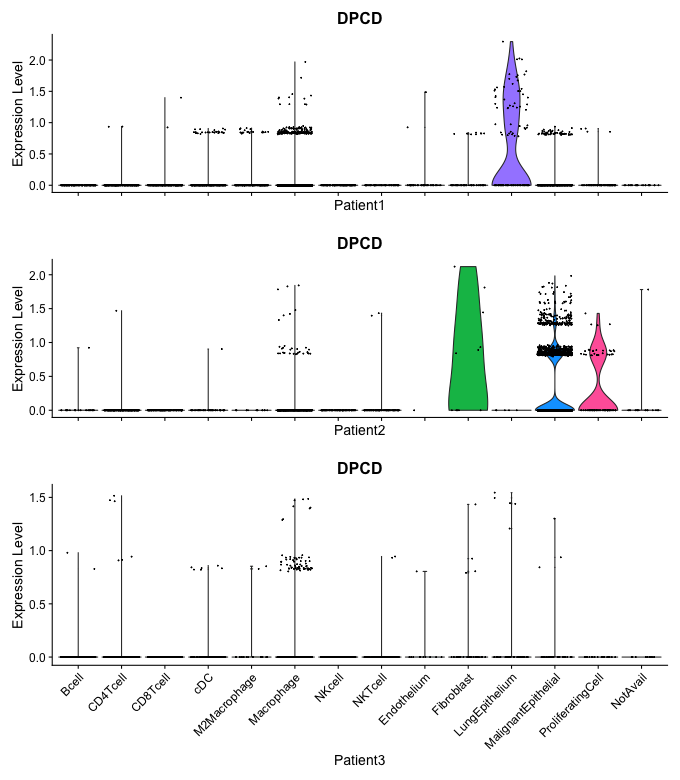 DPCD
Expression Level
2.0
1.5
1.0
0.5
0.0
Patient1
DPCD
Expression Level
2.0
1.5
1.0
0.5
0.0
Patient2
DPCD
Expression Level
1.5
1.0
0.5
0.0
Bcell
CD4Tcell
CD8Tcell
cDC
M2Macrophage
Macrophage
NKcell
NKTcell
Endothelium
Fibroblast
LungEpithelium
MalignantEpithelial
ProliferatingCell
NotAvail
Patient3